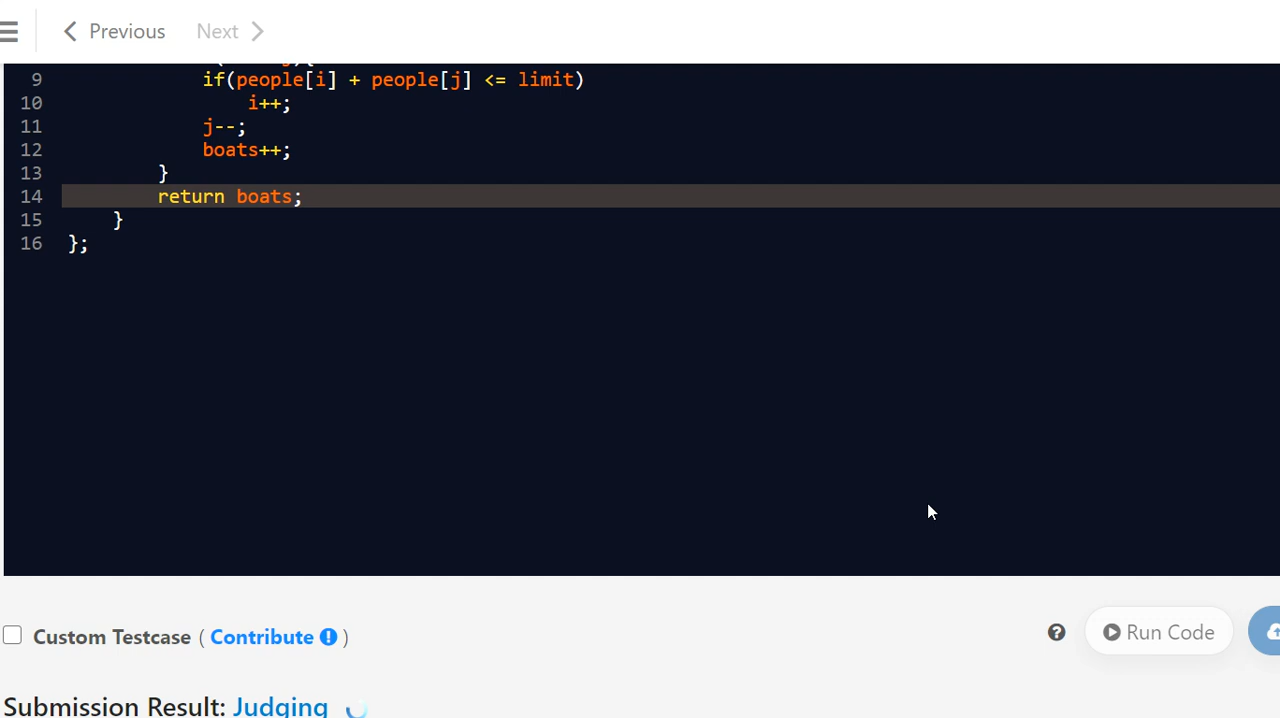 Previous Next
9 if(people[i] + people[j] <= limit)
10 i++;
11 j--;
12 boats++;
13 }
14 return boats;
15 }
16 };
Custom Testcase ( Contribute )
Run Code
Submission Result: Judging